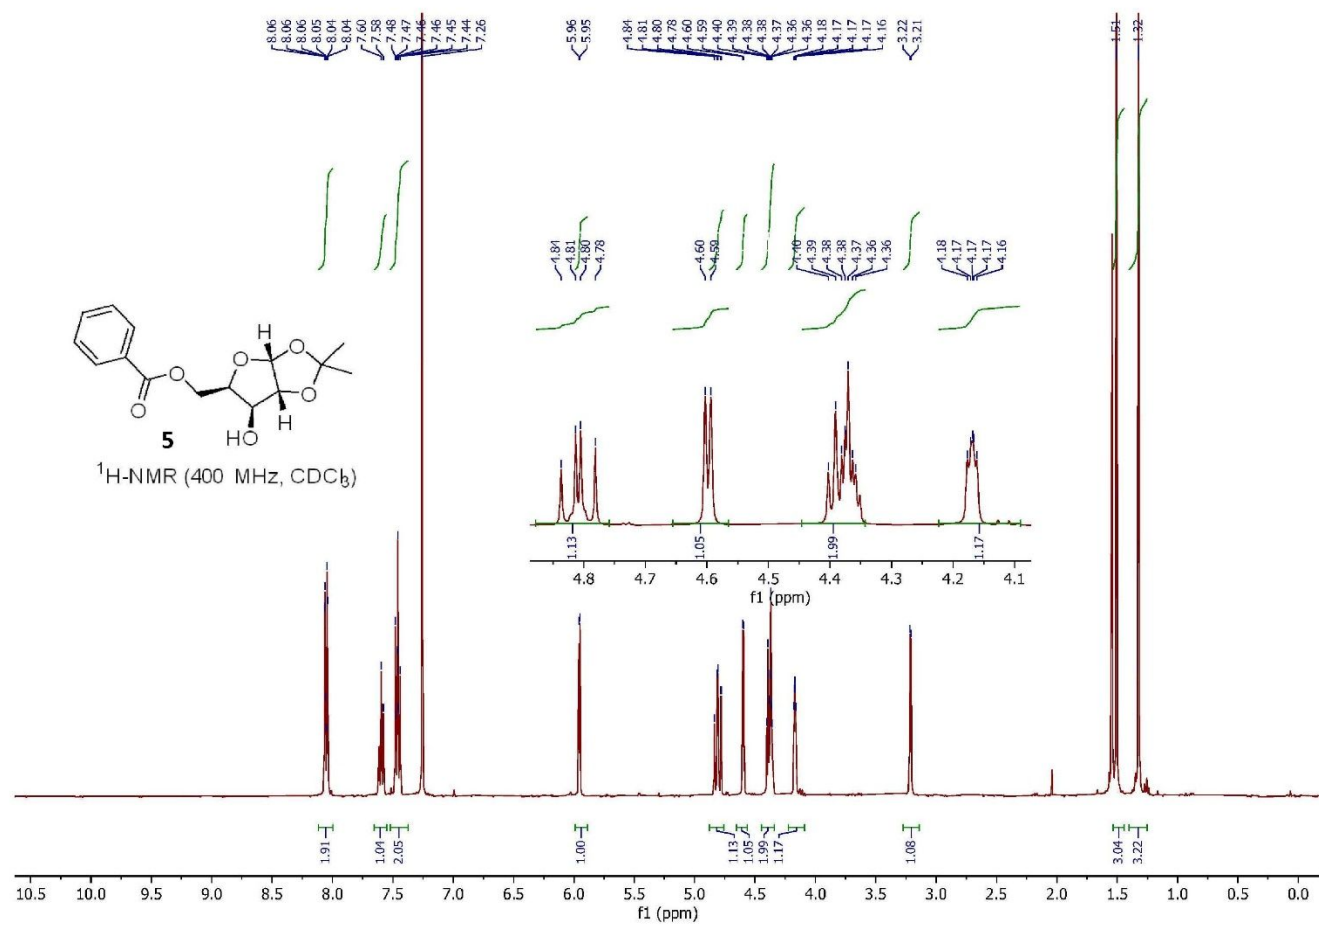 8.06 8.06 8.06 8.05 8.04 8.04 7.60 7.58 7.48 7.47 7.46 7.46 7.45 7.44 7.26 5.96 5.95 4.84 4.81 4.80 4.78 4.60 4.59 4.40 4.39 4.38 4.38 4.37 4.36 4.36 4.18 4.17 4.17 4.17 4.16 3.22 3.21 1.51 1.32
4.84 4.81 4.80 4.78 4.60 4.59 4.40 4.39 4.38 4.38 4.37 4.36 4.36 4.18 4.17 4.17 4.17 4.16
H
O
O
O
O
O
H
HO
5
¹H-NMR (400 MHz, CDCl₃)
1.13 1.05 1.99 1.17
4.8 4.7 4.6 4.5 4.4 4.3 4.2 4.1
f1 (ppm)
1.91 1.04 2.05 1.00 1.13 1.05 1.99 1.17 1.08 3.04 3.22
10.5 10.0 9.5 9.0 8.5 8.0 7.5 7.0 6.5 6.0 5.5 5.0 4.5 4.0 3.5 3.0 2.5 2.0 1.5 1.0 0.5 0.0
f1 (ppm)